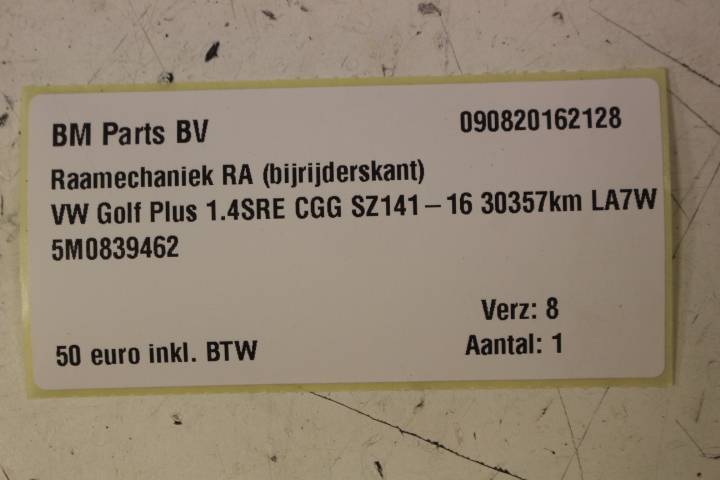 BM Parts BV 090820162128
Raamechaniek RA (bijrijderskant)
VW Golf Plus 1.4SRE CGG SZ141-16 30357km LA7W
5M0839462
Verz: 8
50 euro inkl. BTW Aantal: 1